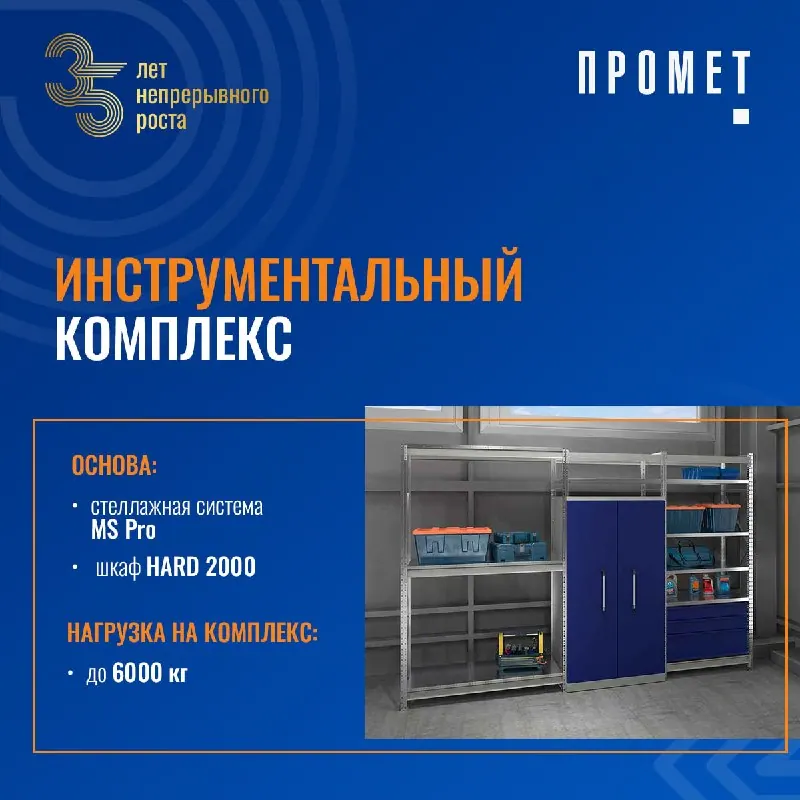 35 лет
непрерывного
роста
ПРОМЕТ
ИНСТРУМЕНТАЛЬНЫЙ
КОМПЛЕКС
ОСНОВА:
• стеллажная система
MS Pro
• шкаф HARD 2000
НАГРУЗКА НА КОМПЛЕКС:
• до 6000 кг